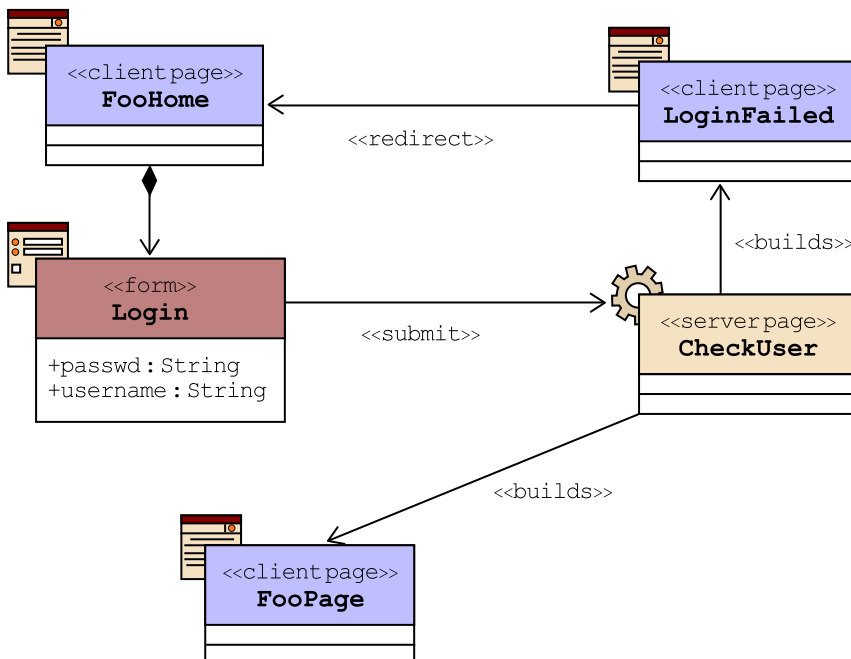 <<client page>>
FooHome
<<client page>>
LoginFailed
<<redirect>>
<<builds>>
<<form>>
Login
+passwd : String
+username : String
<<submit>>
<<server page>>
CheckUser
<<builds>>
<<client page>>
FooPage